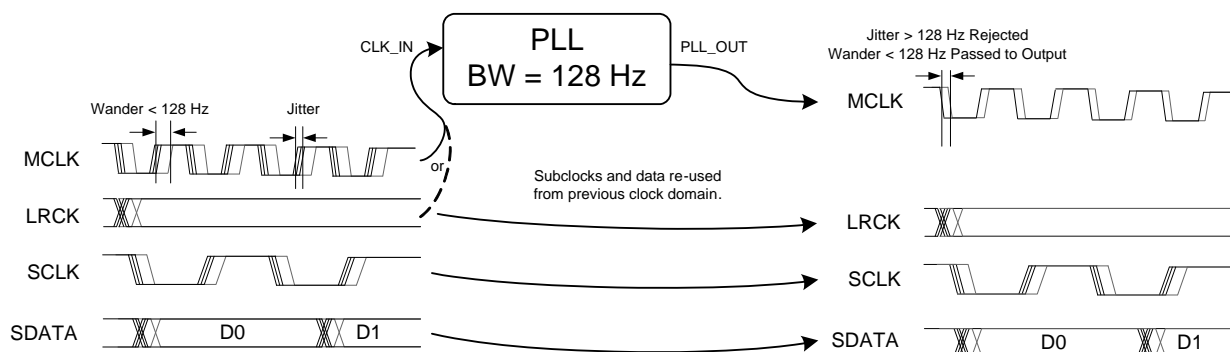 PLL
BW = 128 Hz
CLK_IN
PLL_OUT
Jitter > 128 Hz Rejected
Wander < 128 Hz Passed to Output
Wander < 128 Hz
Jitter
MCLK
MCLK
or
Subclocks and data re-used
from previous clock domain.
LRCK
LRCK
SCLK
SCLK
SDATA
D0
D1
SDATA
D0
D1